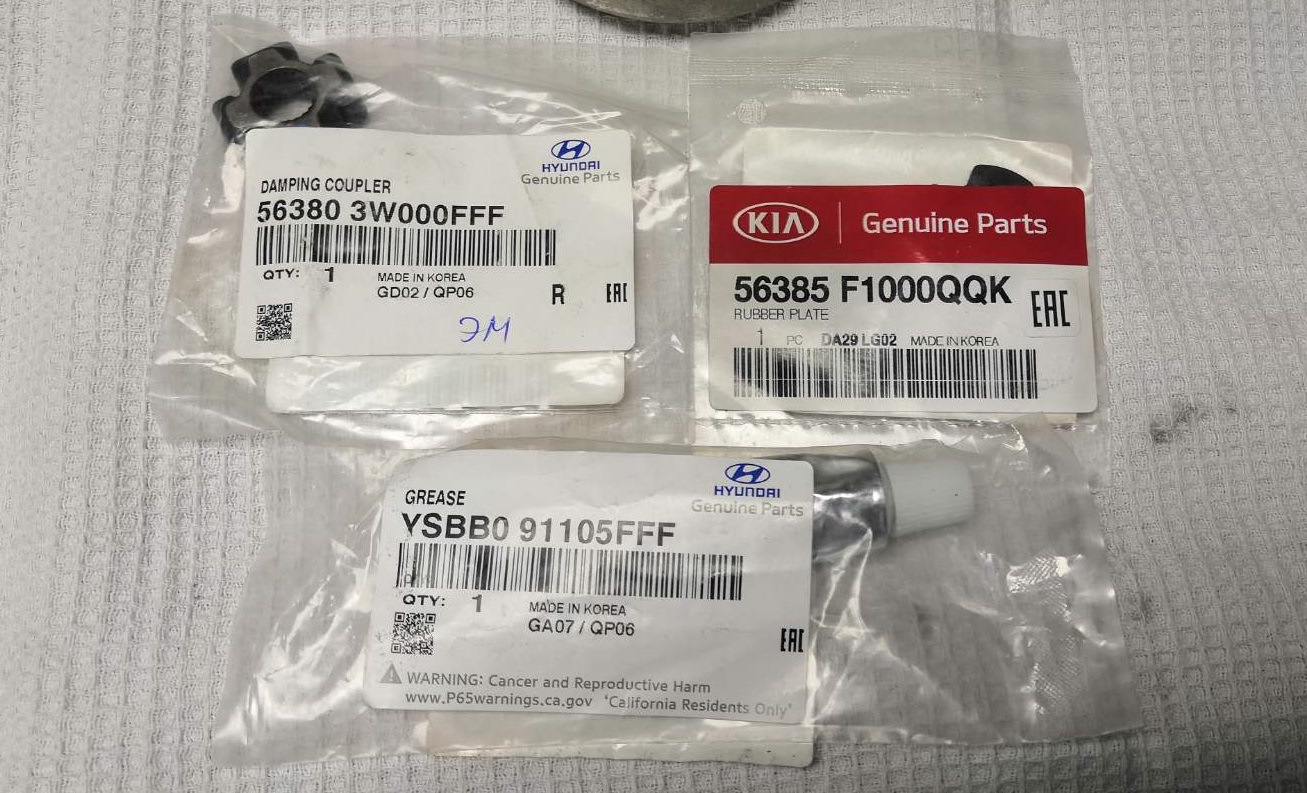 HYUNDAI
Genuine Parts
DAMPING COUPLER
56380 3W000FFF
QTY: 1 MADE IN KOREA
GD02 / QP06 R EAC
ЭМ
KIA Genuine Parts
56385 F1000QQK
RUBBER PLATE EAC
1 PC DA29 LG02 MADE IN KOREA
HYUNDAI
Genuine Parts
GREASE
YSBB0 91105FFF
QTY: 1 MADE IN KOREA
GA07 / QP06
EAC
WARNING: Cancer and Reproductive Harm
www.P65warnings.ca.gov *California Residents Only*